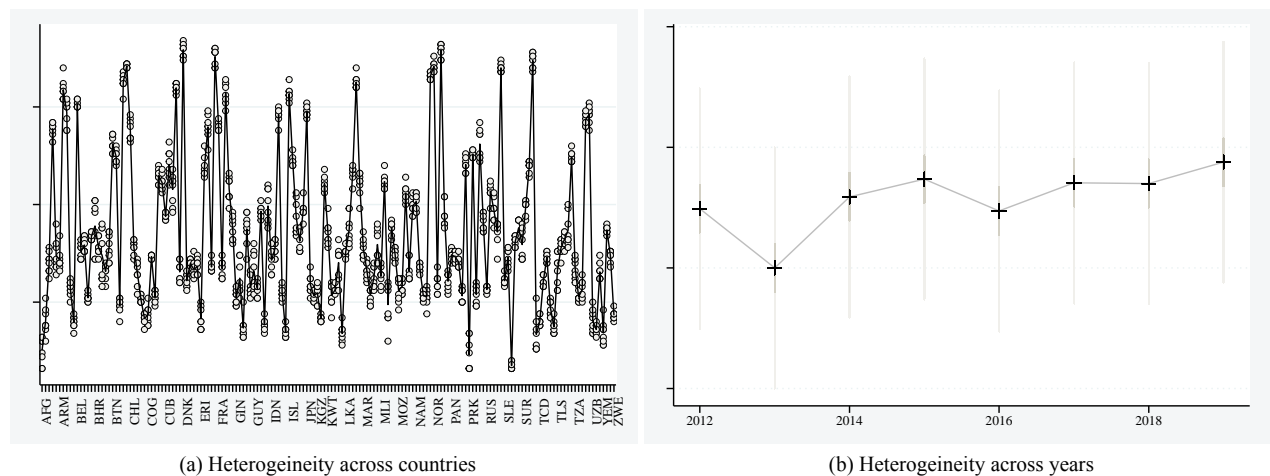 AFG
ARM
BEL
BHR
BTN
CHL
COG
CUB
DNK
ERI
FRA
GIN
GUY
IDN
ISL
JPN
KGZ
KWT
LKA
MAR
MLI
MOZ
NAM
NOR
PAN
PRK
RUS
SLE
SUR
TCD
TLS
TZA
UZB
YEM
ZWE
(a) Heterogeineity across countries
2012
2014
2016
2018
(b) Heterogeineity across years